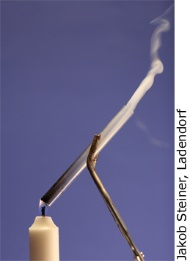 Jakob Steiner, Ladendorf